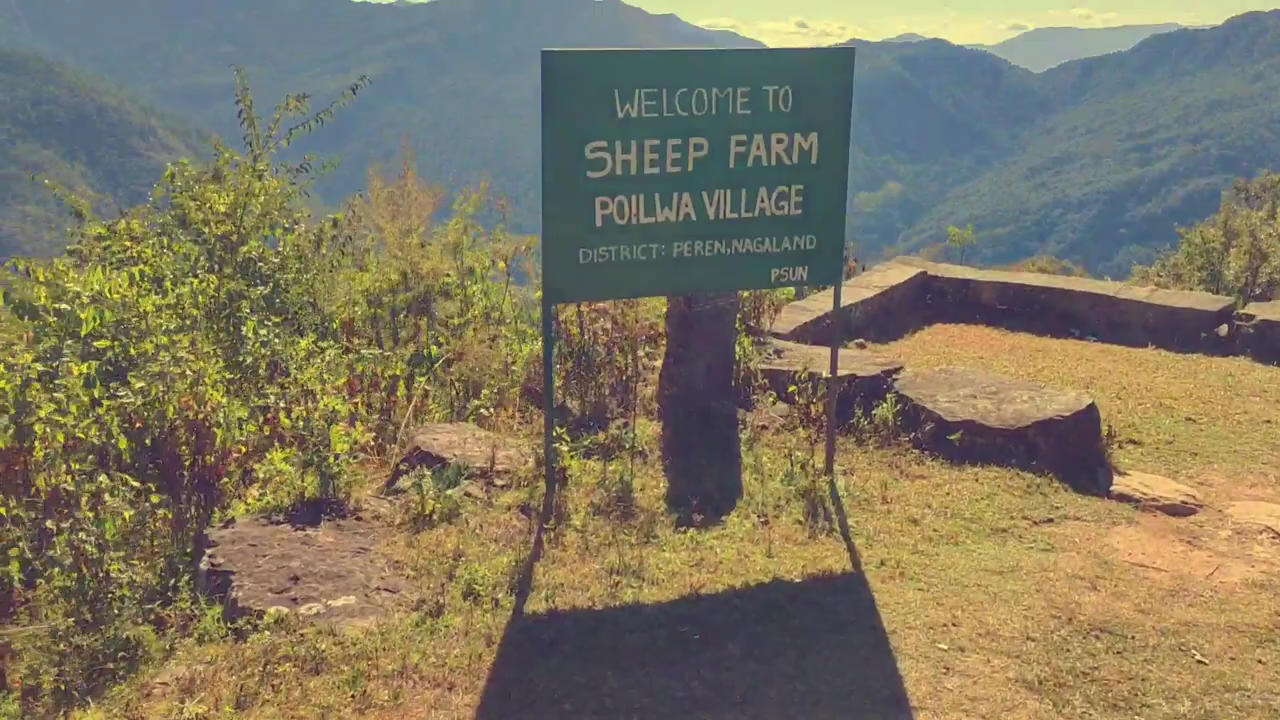 WELCOME TO
SHEEP FARM
POILWA VILLAGE
DISTRICT: PEREN, NAGALAND
PSUN